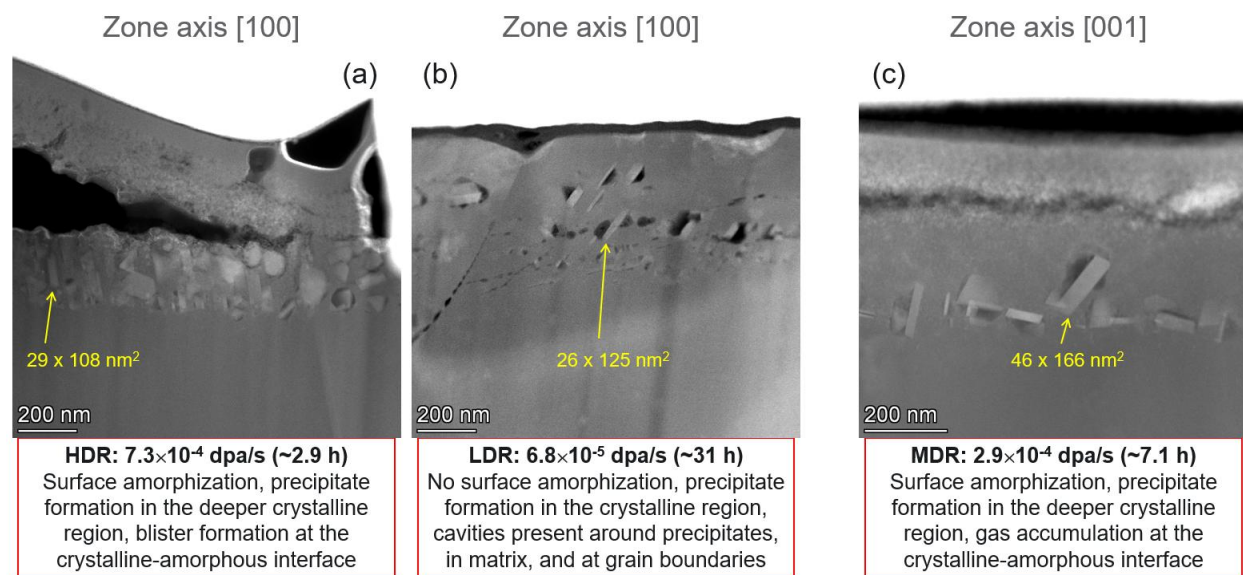 Zone axis [100]
(a)
29 x 108 nm²
200 nm
HDR: 7.3×10⁻⁴ dpa/s (~2.9 h)
Surface amorphization, precipitate
formation in the deeper crystalline
region, blister formation at the
crystalline-amorphous interface
Zone axis [100]
(b)
26 x 125 nm²
200 nm
LDR: 6.8×10⁻⁵ dpa/s (~31 h)
No surface amorphization, precipitate
formation in the crystalline region,
cavities present around precipitates,
in matrix, and at grain boundaries
Zone axis [001]
(c)
46 x 166 nm²
200 nm
MDR: 2.9×10⁻⁴ dpa/s (~7.1 h)
Surface amorphization, precipitate
formation in the deeper crystalline
region, gas accumulation at the
crystalline-amorphous interface